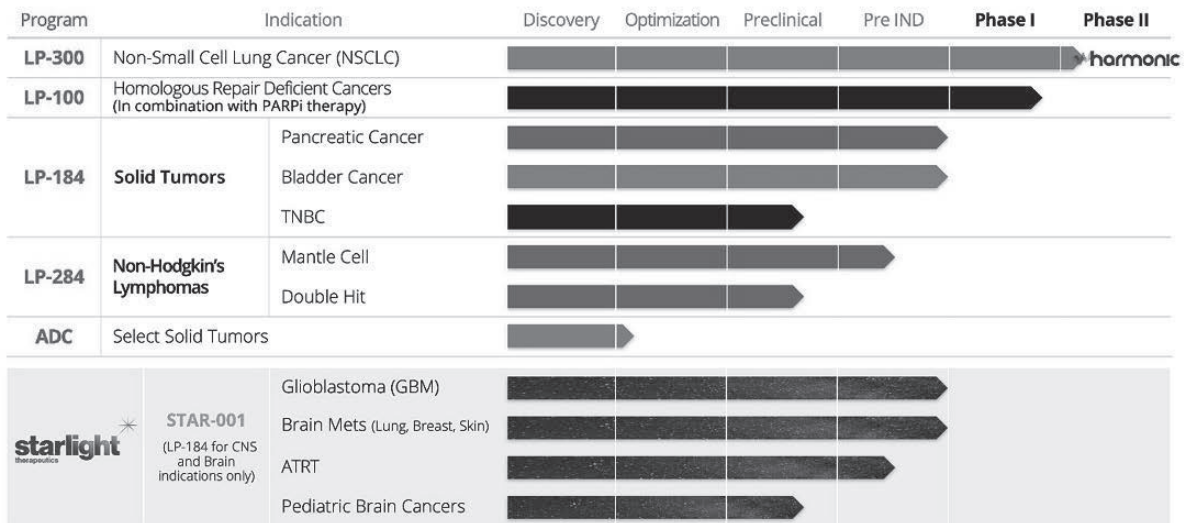 Program Indication Discovery Optimization Preclinical Pre IND Phase I Phase II
LP-300 Non-Small Cell Lung Cancer (NSCLC) harmonic
LP-100 Homologous Repair Deficient Cancers
(In combination with PARPi therapy)
LP-184 Solid Tumors
Pancreatic Cancer
Bladder Cancer
TNBC
LP-284 Non-Hodgkin's
Lymphomas
Mantle Cell
Double Hit
ADC Select Solid Tumors
starlight
therapeutics
STAR-001
(LP-184 for CNS
and Brain
indications only)
Glioblastoma (GBM)
Brain Mets (Lung, Breast, Skin)
ATRT
Pediatric Brain Cancers